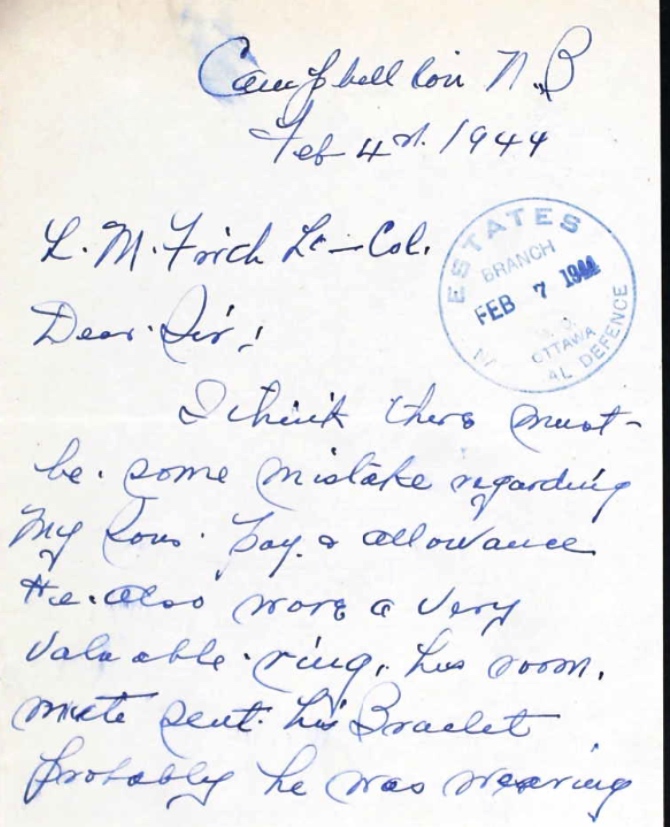 Campbellton N.B
Feb 4th. 1944
L. M. Firth Lt-Col.
ESTATES
BRANCH
FEB 7 1944
OTTAWA
N AL DEFENCE
Dear Sir,
I think there must
be. some mistake regarding
My Sons. Pay. & allowance
He. also wore a very
Valuable. ring, his room.
mate sent. his Bracelet
probably he was wearing